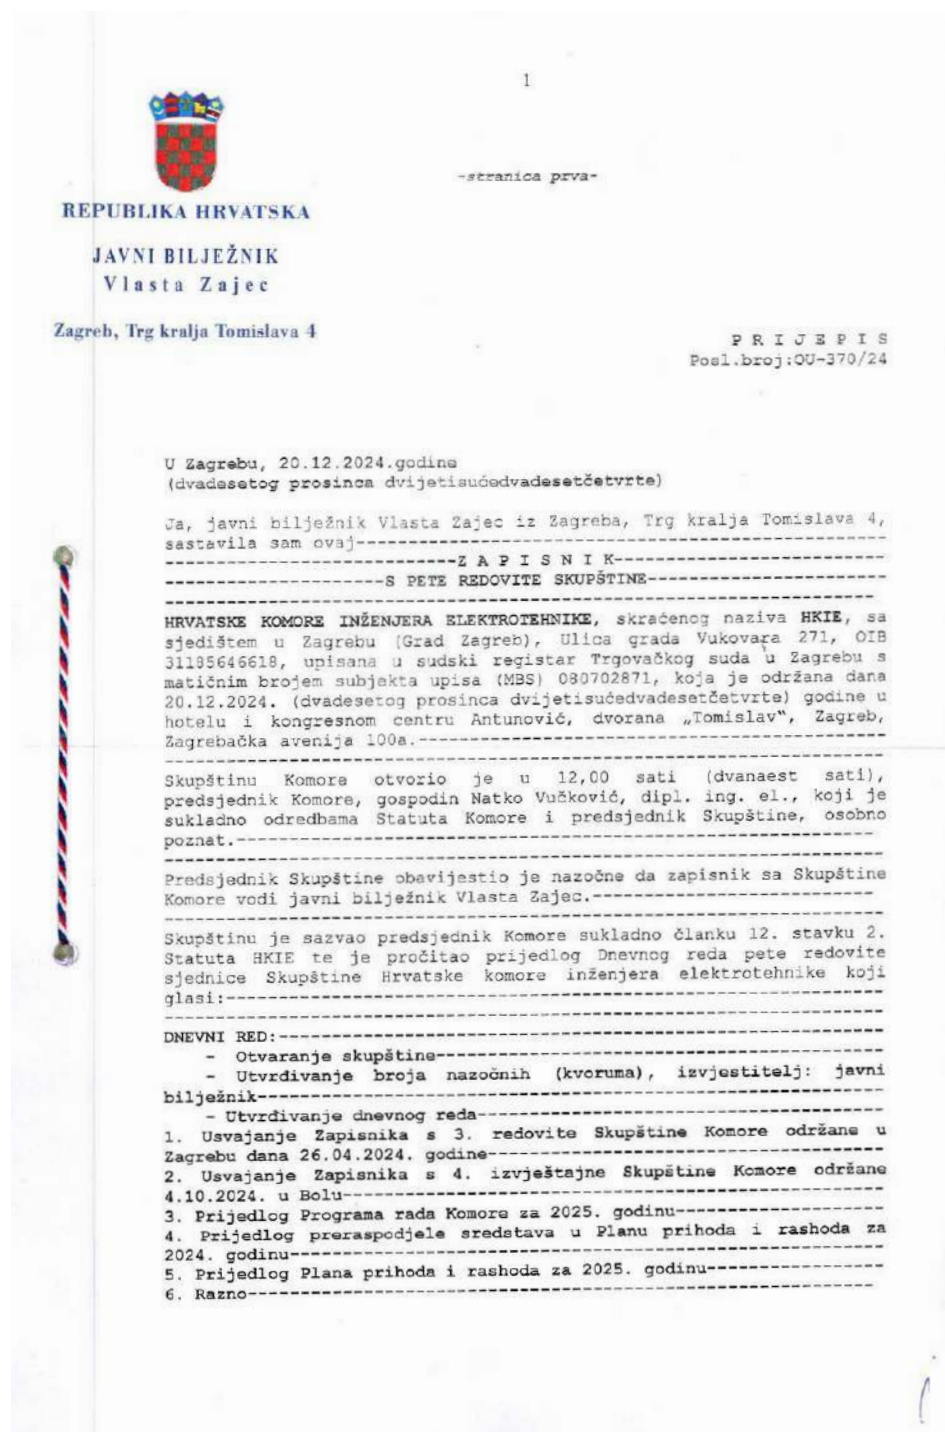 1
-stranica prva-
REPUBLIKA HRVATSKA
JAVNI BILJEŽNIK
Vlasta Zajec
Zagreb, Trg kralja Tomislava 4
P R I J E P I S
Posl.broj:OU-370/24
U Zagrebu, 20.12.2024.godine
(dvadesetog prosinca dvijetisućedvadesetčetvrte)
Ja, javni bilježnik Vlasta Zajec iz Zagreba, Trg kralja Tomislava 4,
sastavila sam ovaj-----------------------------------------------
---------------------------Z A P I S N I K-------------------------
--------------------S PETE REDOVITE SKUPŠTINE----------------------
-------------------------------------------------------------------
HRVATSKE KOMORE INŽENJERA ELEKTROTEHNIKE, skraćenog naziva HKIE, sa
sjedištem u Zagrebu (Grad Zagreb), Ulica grada Vukovara 271, OIB
31185646618, upisana u sudski registar Trgovačkog suda u Zagrebu s
matičnim brojem subjekta upisa (MBS) 080702871, koja je održana dana
20.12.2024. (dvadesetog prosinca dvijetisućedvadesetčetvrte) godine u
hotelu i kongresnom centru Antunović, dvorana „Tomislav“, Zagreb,
Zagrebačka avenija 100a.-------------------------------------------
-------------------------------------------------------------------
Skupštinu Komore otvorio je u 12,00 sati (dvanaest sati),
predsjednik Komore, gospodin Natko Vučković, dipl. ing. el., koji je
sukladno odredbama Statuta Komore i predsjednik Skupštine, osobno
poznat.-----------------------------------------------------------
-------------------------------------------------------------------
Predsjednik Skupštine obavijestio je nazočne da zapisnik sa Skupštine
Komore vodi javni bilježnik Vlasta Zajec.--------------------------
-------------------------------------------------------------------
Skupštinu je sazvao predsjednik Komore sukladno članku 12. stavku 2.
Statuta HKIE te je pročitao prijedlog Dnevnog reda pete redovite
sjednice Skupštine Hrvatske komore inženjera elektrotehnike koji
glasi:-------------------------------------------------------------
-------------------------------------------------------------------
DNEVNI RED:--------------------------------------------------------
- Otvaranje skupštine------------------------------------------
- Utvrđivanje broja nazočnih (kvoruma), izvjestitelj: javni
bilježnik----------------------------------------------------------
- Utvrđivanje dnevnog reda--------------------------------------
1. Usvajanje Zapisnika s 3. redovite Skupštine Komore održane u
Zagrebu dana 26.04.2024. godine-------------------------------------
2. Usvajanje Zapisnika s 4. izvještajne Skupštine Komore održane
4.10.2024. u Bolu--------------------------------------------------
3. Prijedlog Programa rada Komore za 2025. godinu-------------------
4. Prijedlog preraspodjele sredstava u Planu prihoda i rashoda za
2024. godinu-------------------------------------------------------
5. Prijedlog Plana prihoda i rashoda za 2025. godinu----------------
6. Razno----------------------------------------------------------